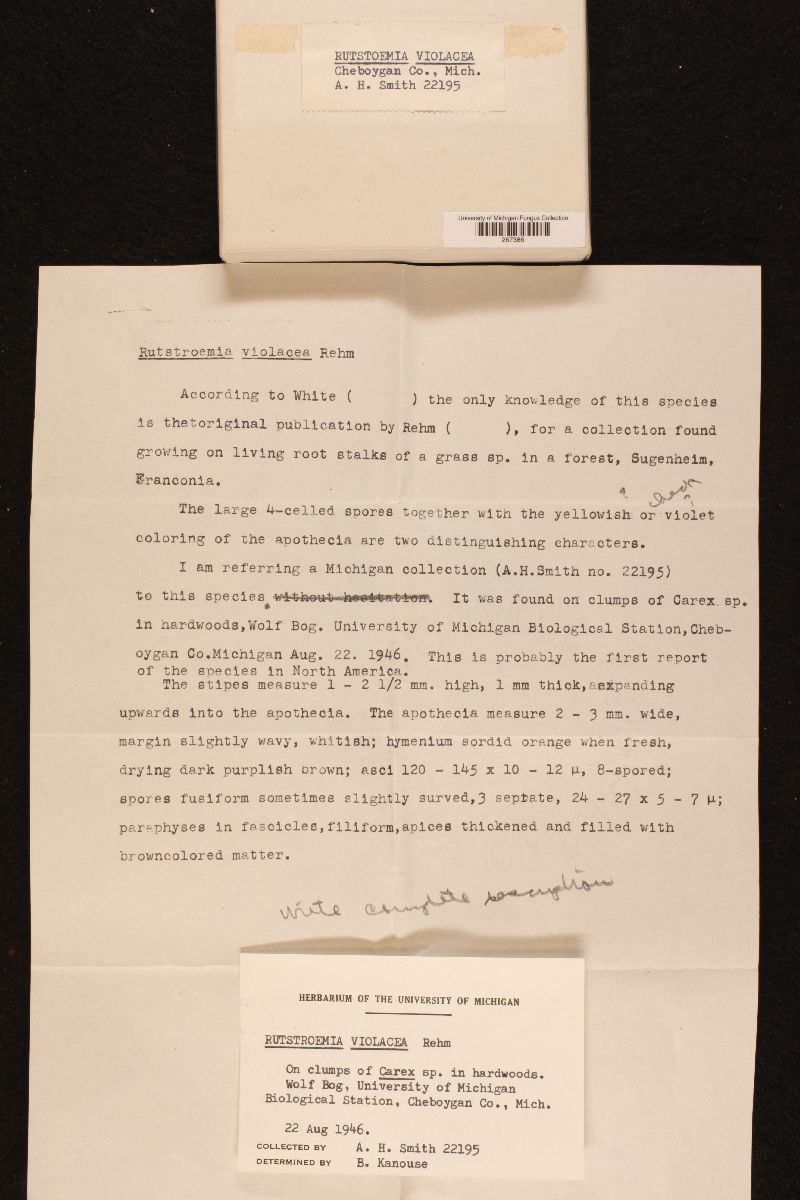 RUTSTOEMIA VIOLACEA
Cheboygan Co., Mich.
A. H. Smith 22195
University of Michigan Fungus Collection
267386
Rutstroemia violacea Rehm
According to White (      ) the only knowledge of this species
is thetoriginal publication by Rehm (      ), for a collection found
growing on living root stalks of a grass sp. in a forest, Sugenheim,
Franconia.
check
?
The large 4-celled spores together with the yellowish or violet
coloring of the apothecia are two distinguishing characters.
I am referring a Michigan collection (A.H.Smith no. 22195)
to this species without hesitation. It was found on clumps of Carex sp.
in hardwoods,Wolf Bog. University of Michigan Biological Station,Cheb-
oygan Co.Michigan Aug. 22. 1946. This is probably the first report
of the species in North America.
The stipes measure 1 - 2 1/2 mm. high, 1 mm thick, expanding
upwards into the apothecia. The apothecia measure 2 - 3 mm. wide,
margin slightly wavy, whitish; hymenium sordid orange when fresh,
drying dark purplish brown; asci 120 - 145 x 10 - 12 µ, 8-spored;
spores fusiform sometimes slightly surved,3 septate, 24 - 27 x 5 - 7 µ;
paraphyses in fascicles,filiform,apices thickened and filled with
browncolored matter.
Write complete description
HERBARIUM OF THE UNIVERSITY OF MICHIGAN
RUTSTROEMIA VIOLACEA Rehm
On clumps of Carex sp. in hardwoods.
Wolf Bog, University of Michigan
Biological Station, Cheboygan Co., Mich.
22 Aug 1946.
COLLECTED BY A. H. Smith 22195
DETERMINED BY B. Kanouse